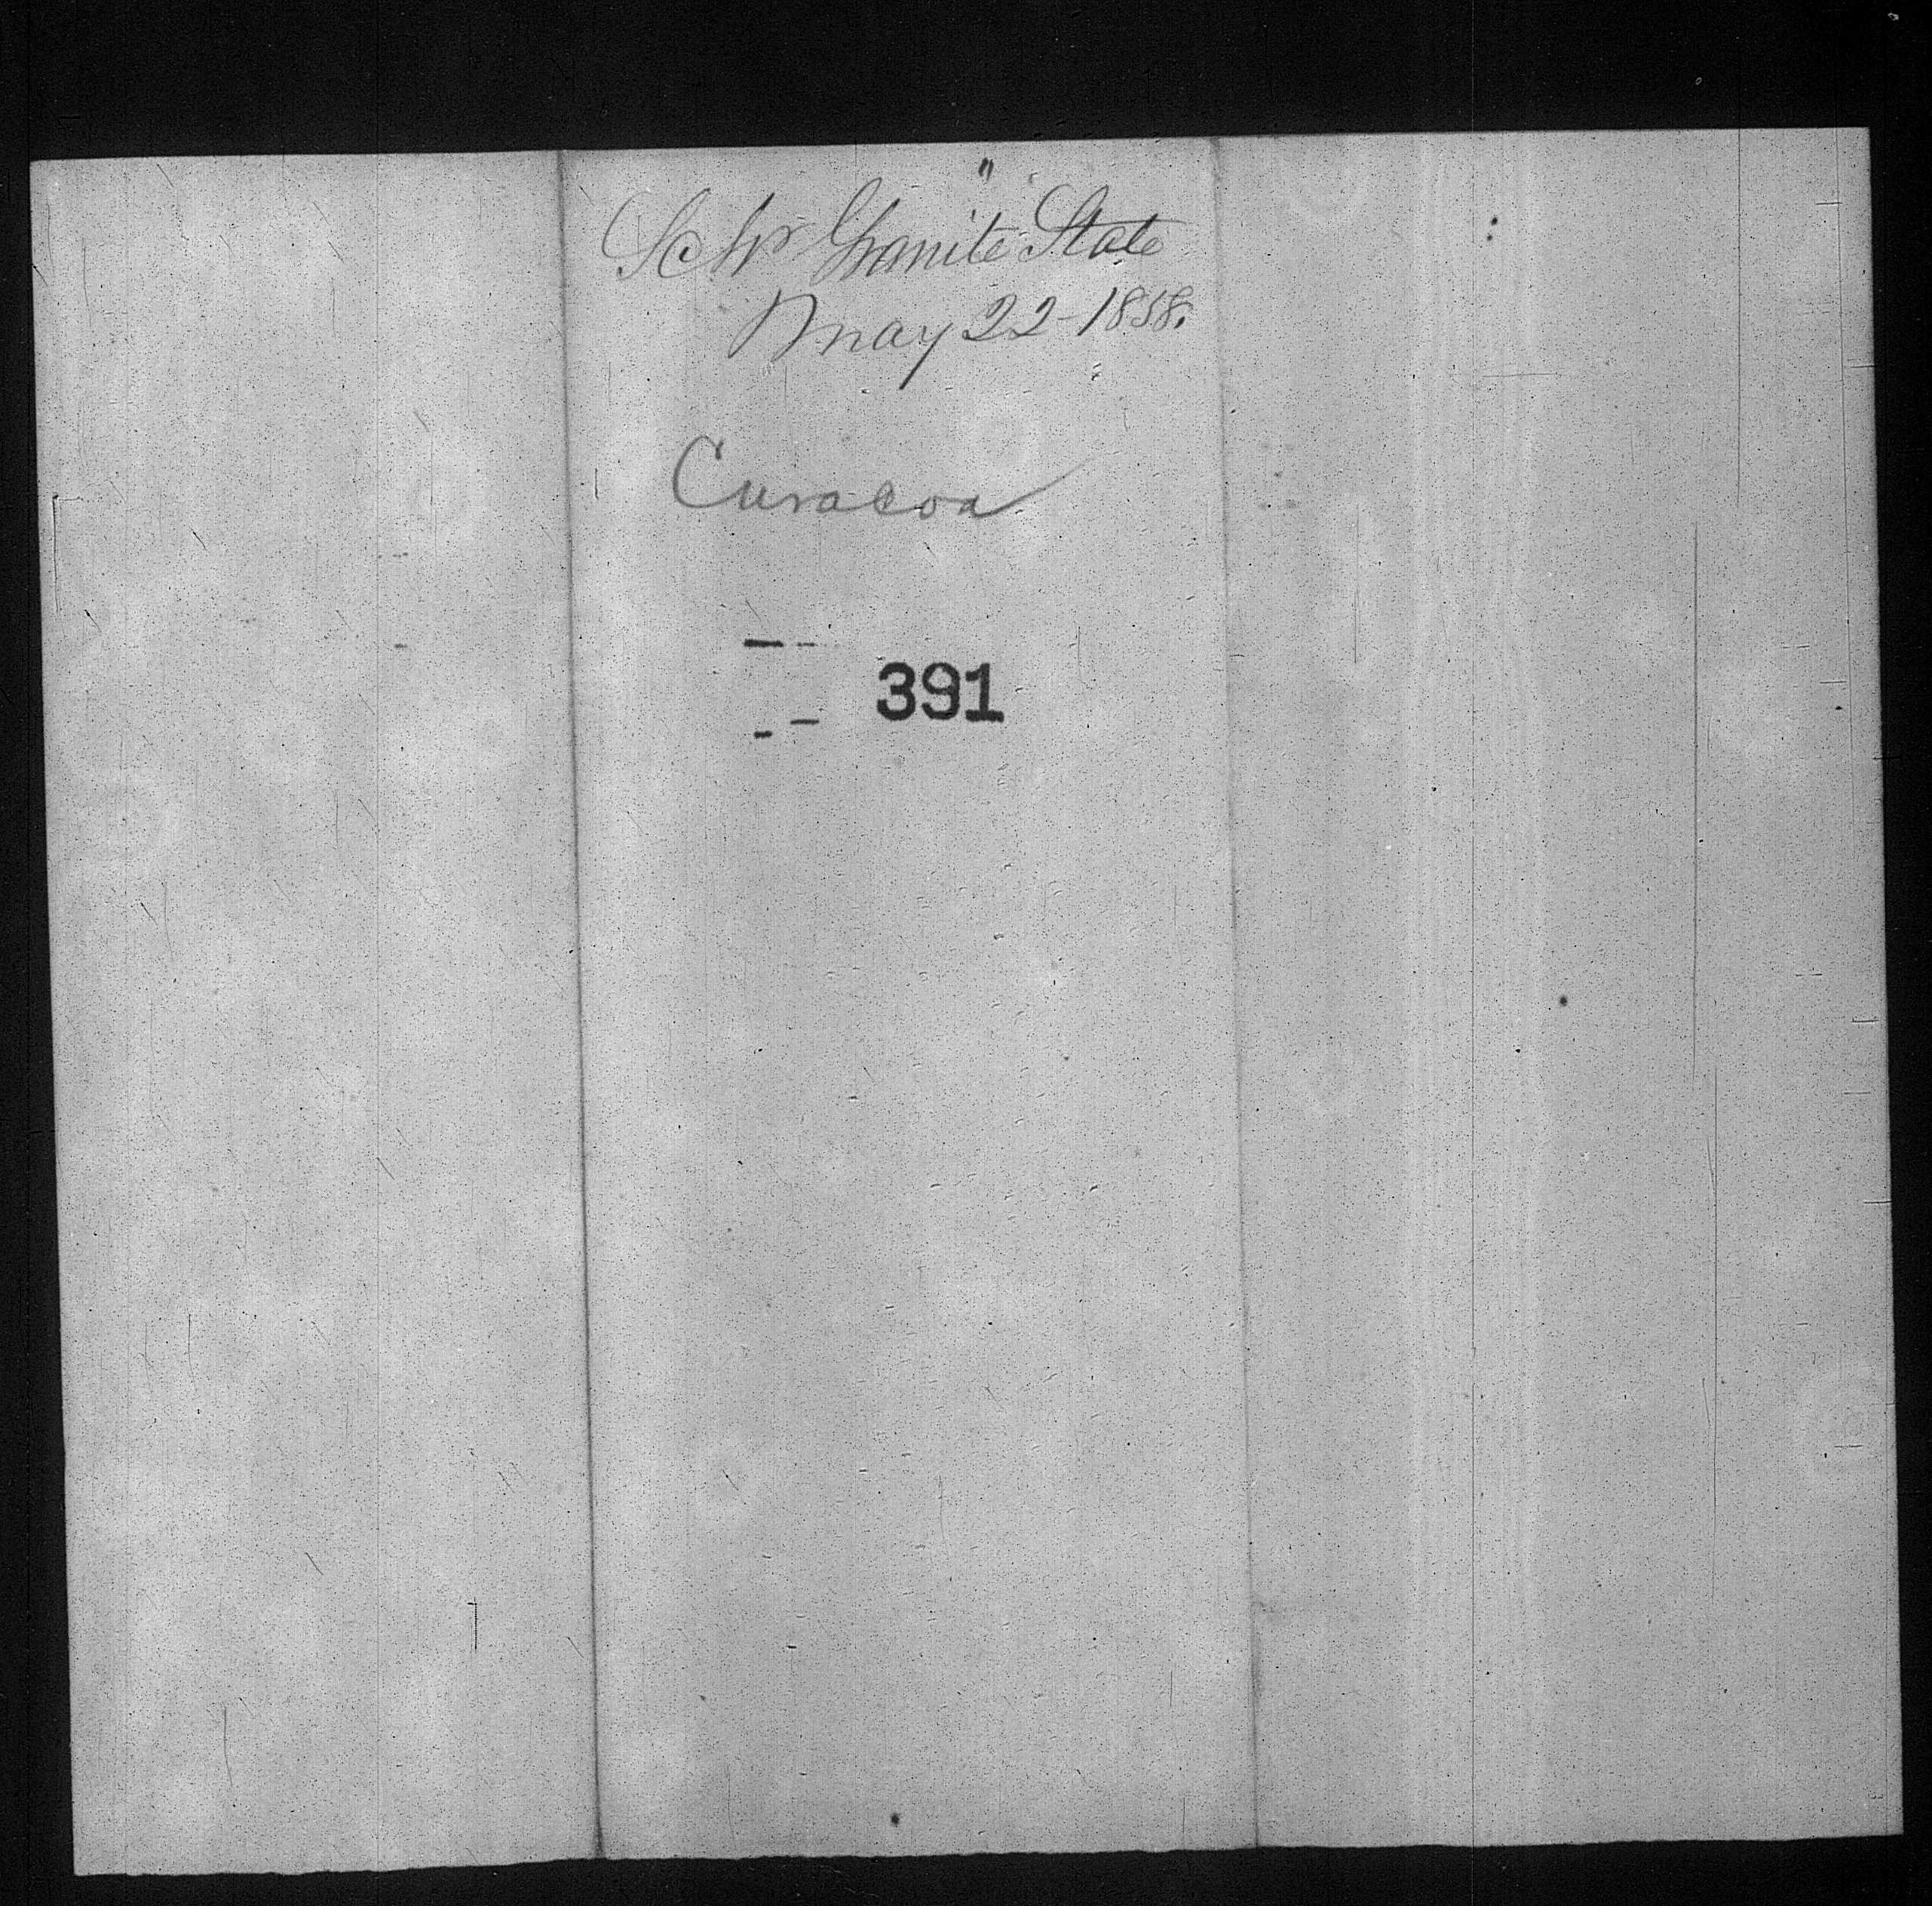 Schr Granite State
May 22-1858.
Curacoa
391